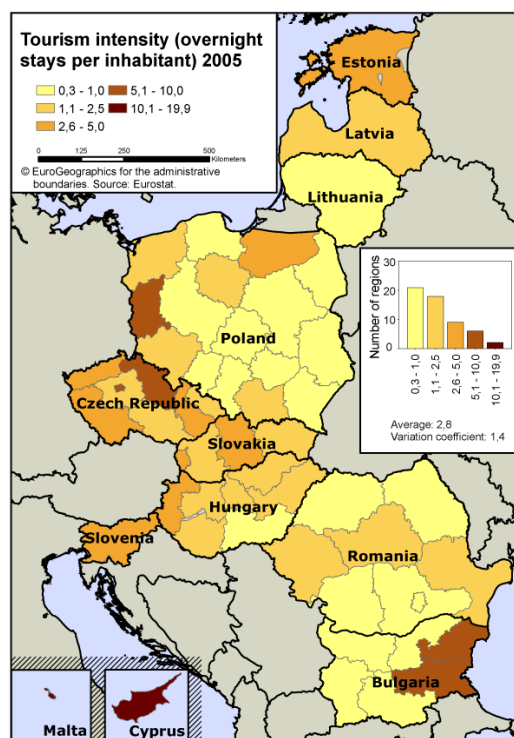 Tourism intensity (overnight
stays per inhabitant) 2005
0,3 - 1,0
5,1 - 10,0
1,1 - 2,5
10,1 - 19,9
2,6 - 5,0
0 125 250 500
Kilometers
© EuroGeographics for the administrative
boundaries. Source: Eurostat.
Estonia
Latvia
Lithuania
Poland
Czech Republic
Slovakia
Hungary
Slovenia
Romania
Bulgaria
Malta
Cyprus
Number of regions
30
20
10
0
0,3 - 1,0
1,1 - 2,5
2,6 - 5,0
5,1 - 10,0
10,1 - 19,9
Average: 2,8
Variation coefficient: 1,4